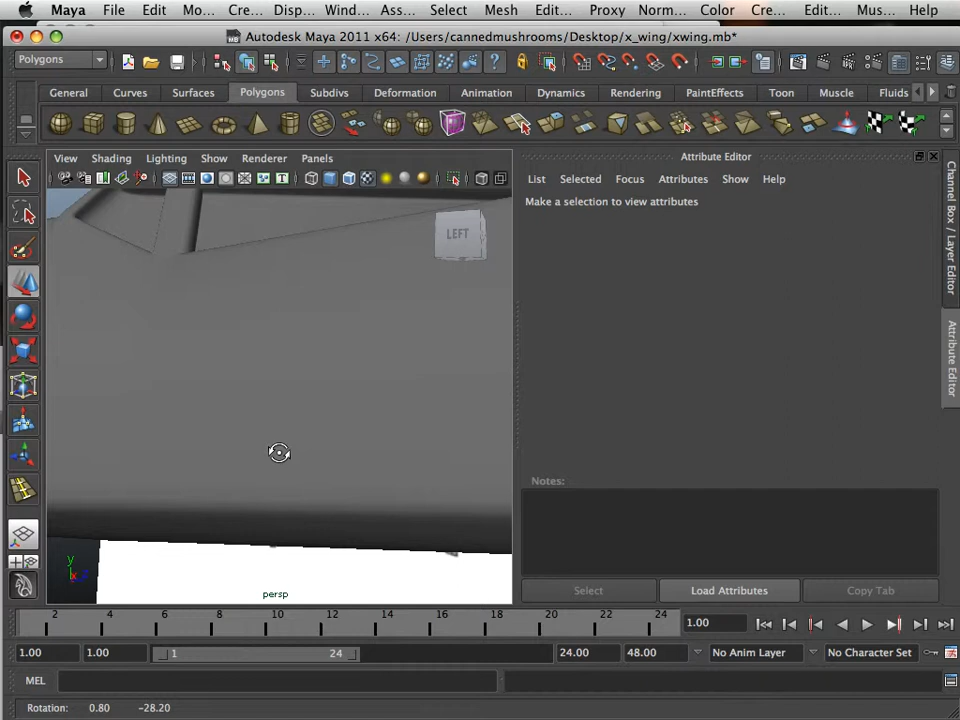 Maya File Edit Mo... Cre... Disp... Win... Ass... Select Mesh Edit... Proxy Norm... Color Cre... Edit... Mus... Help
Autodesk Maya 2011 x64: /Users/cannedmushrooms/Desktop/x_wing/xwing.mb*
Polygons
General Curves Surfaces Polygons Subdivs Deformation Animation Dynamics Rendering PaintEffects Toon Muscle Fluids
View Shading Lighting Show Renderer Panels
Attribute Editor
List Selected Focus Attributes Show Help
Make a selection to view attributes
LEFT
Channel Box / Layer Editor
Attribute Editor
Notes:
y
x
z
persp
Select Load Attributes Copy Tab
2 4 6 8 10 12 14 16 18 20 22 24
1.00
1.00 1.00 1 24 24.00 48.00 No Anim Layer No Character Set
MEL
Rotation: 0.80 -28.20